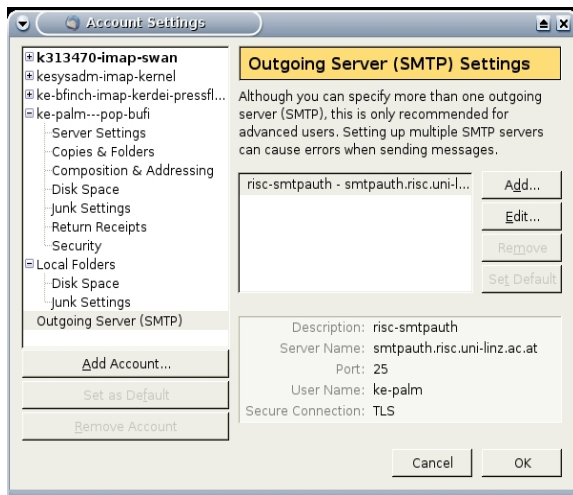 Account Settings
k313470-imap-swan
kesysadm-imap-kernel
ke-bfinch-imap-kerdei-pressfl...
ke-palm---pop-bufi
Server Settings
Copies & Folders
Composition & Addressing
Disk Space
Junk Settings
Return Receipts
Security
Local Folders
Disk Space
Junk Settings
Outgoing Server (SMTP)
Add Account...
Set as Default
Remove Account
Outgoing Server (SMTP) Settings
Although you can specify more than one outgoing
server (SMTP), this is only recommended for
advanced users. Setting up multiple SMTP servers
can cause errors when sending messages.
risc-smtpauth - smtpauth.risc.uni-l...
Add...
Edit...
Remove
Set Default
Description: risc-smtpauth
Server Name: smtpauth.risc.uni-linz.ac.at
Port: 25
User Name: ke-palm
Secure Connection: TLS
Cancel
OK